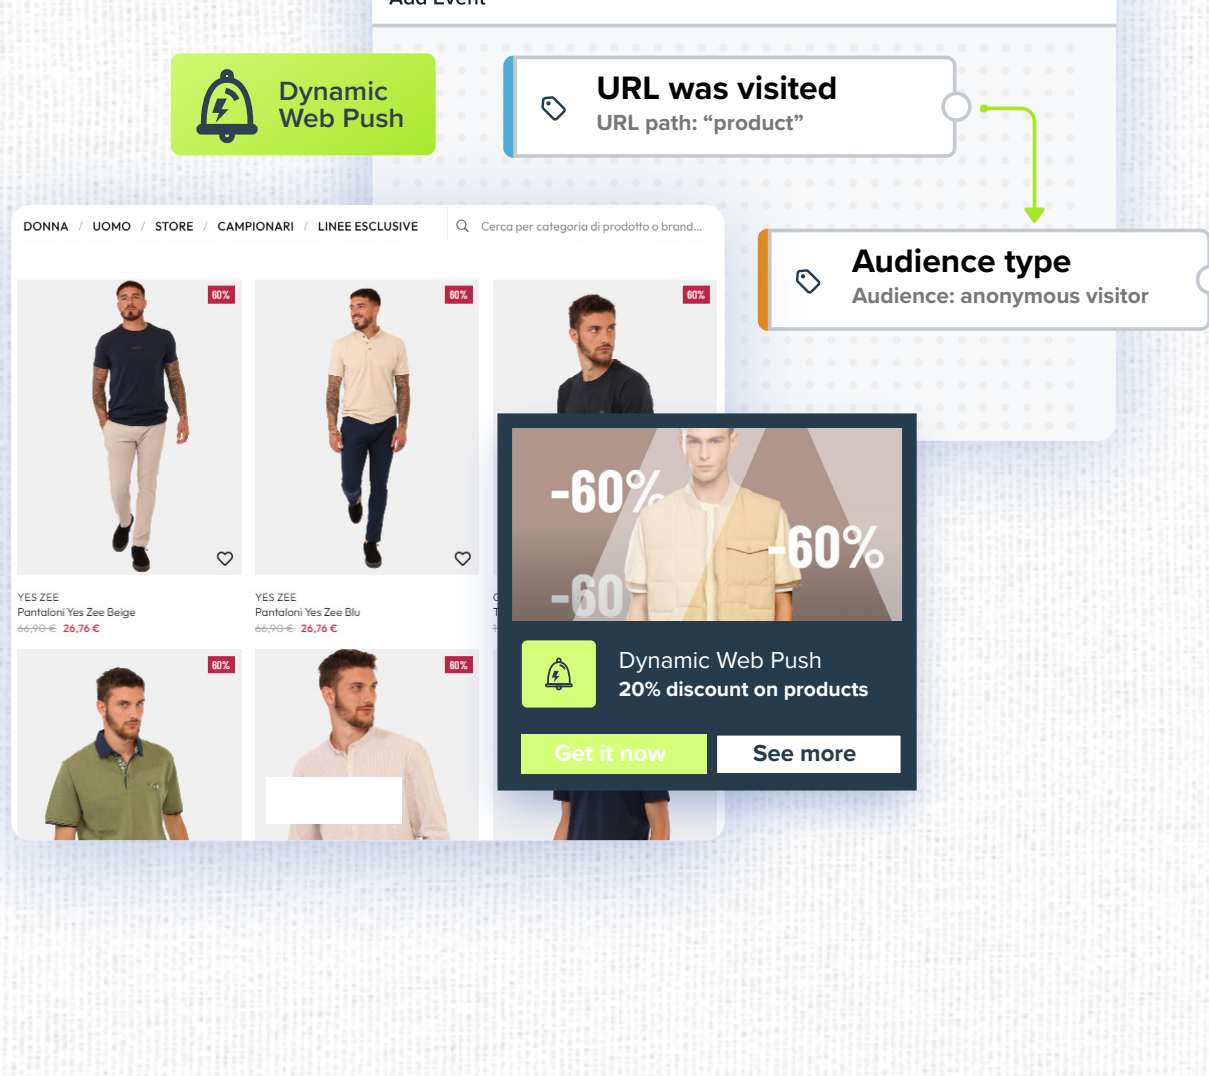 Add Event
Dynamic
Web Push
URL was visited
URL path: “product”
Audience type
Audience: anonymous visitor
DONNA / UOMO / STORE / CAMPIONARI / LINEE ESCLUSIVE
Cerca per categoria di prodotto o brand...
60%
60%
60%
YES ZEE
Pantaloni Yes Zee Beige
66,90 € 26,76 €
YES ZEE
Pantaloni Yes Zee Blu
66,90 € 26,76 €
60%
60%
-60%
-60%
-60
Dynamic Web Push
20% discount on products
Get it now
See more